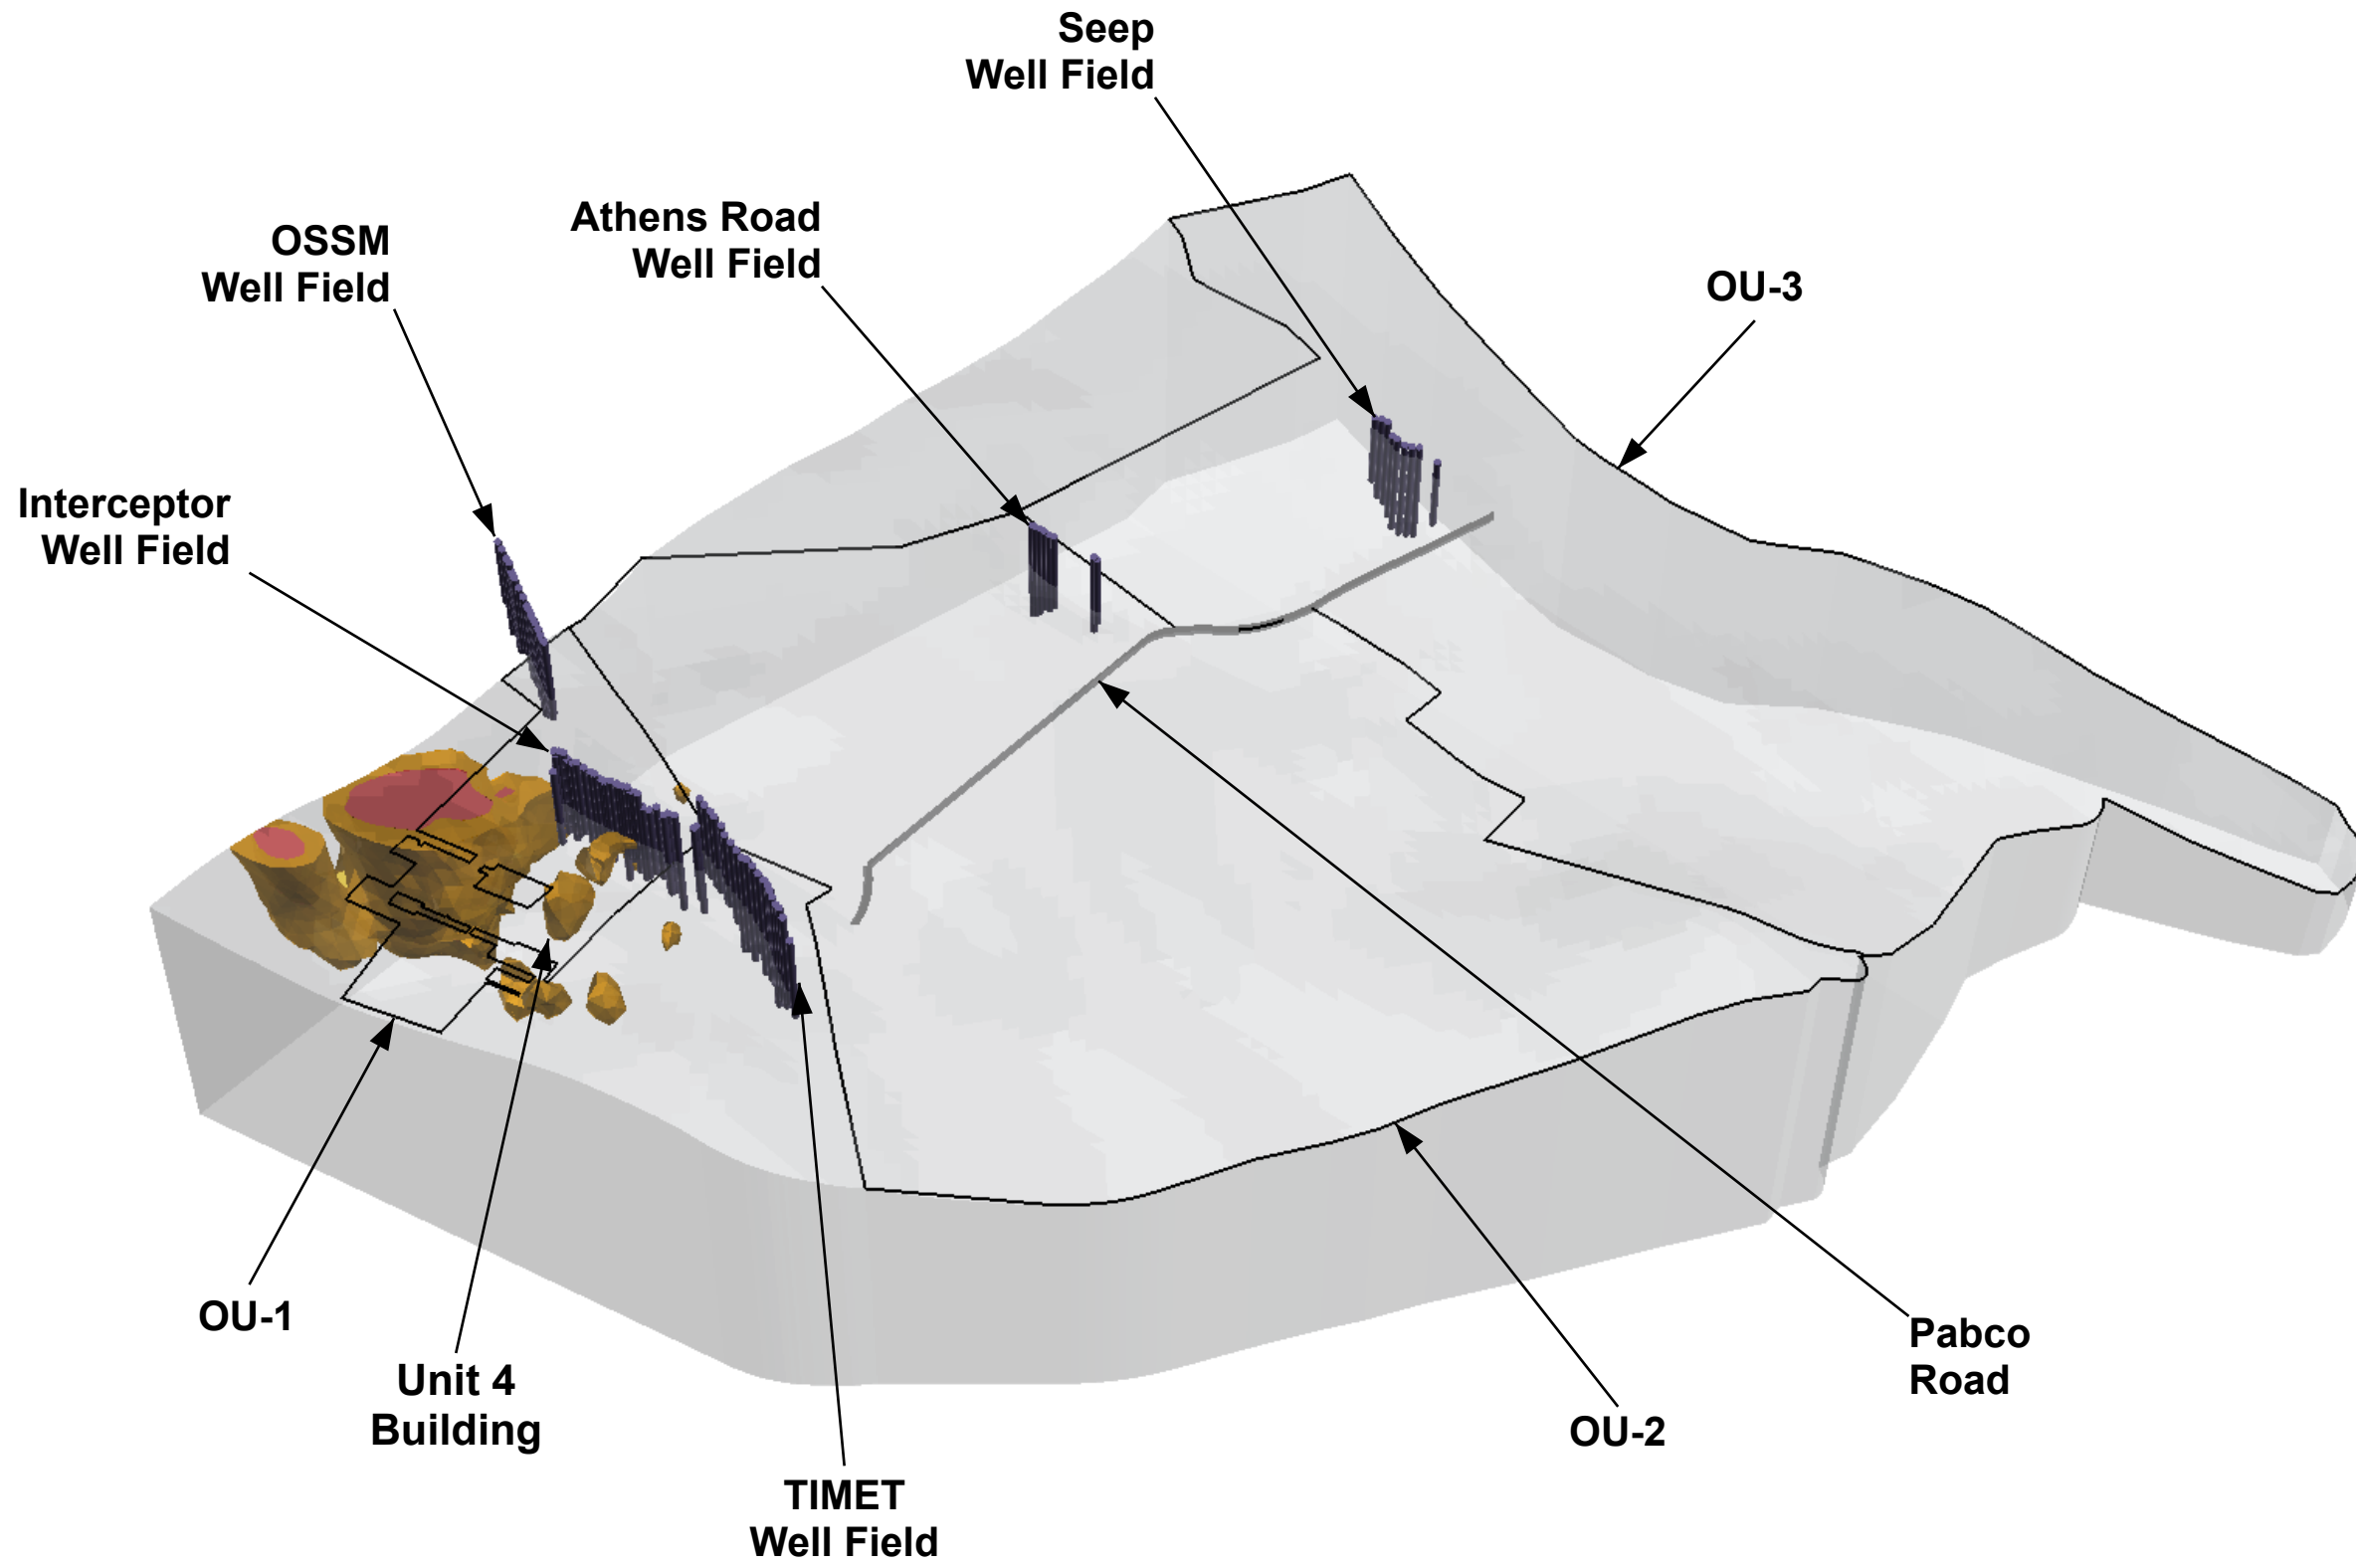 Seep
Well Field
Athens Road
Well Field
OSSM
Well Field
OU-3
Interceptor
Well Field
OU-1
Pabco
Road
Unit 4
Building
OU-2
TIMET
Well Field